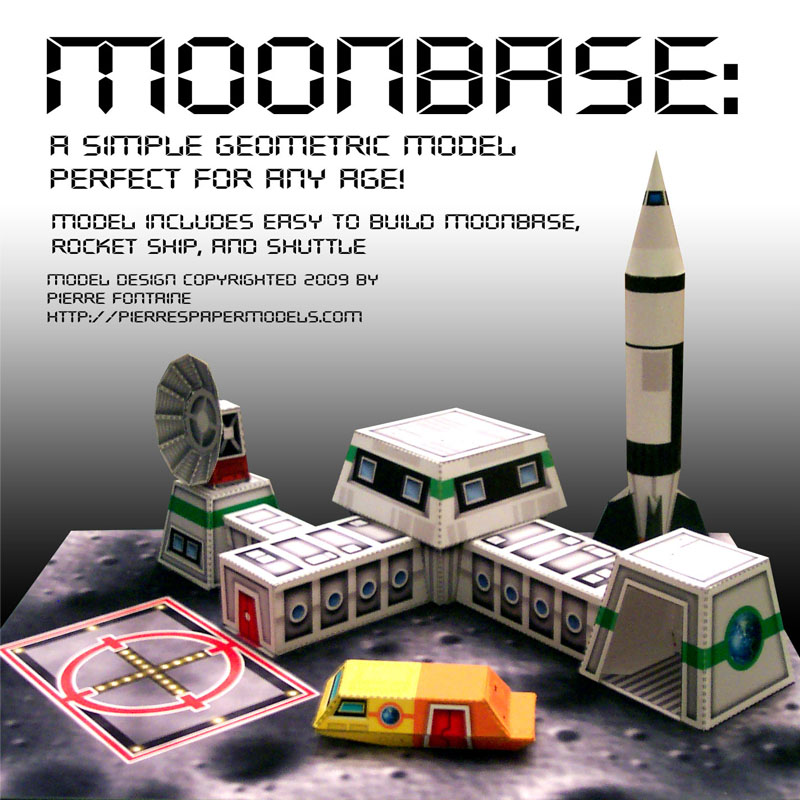 MOONBASE:
A SIMPLE GEOMETRIC MODEL
PERFECT FOR ANY AGE!
MODEL INCLUDES EASY TO BUILD MOONBASE,
ROCKET SHIP, AND SHUTTLE
MODEL DESIGN COPYRIGHTED 2009 BY
PIERRE FONTAINE
HTTP://PIERRESPAPERMODELS.COM